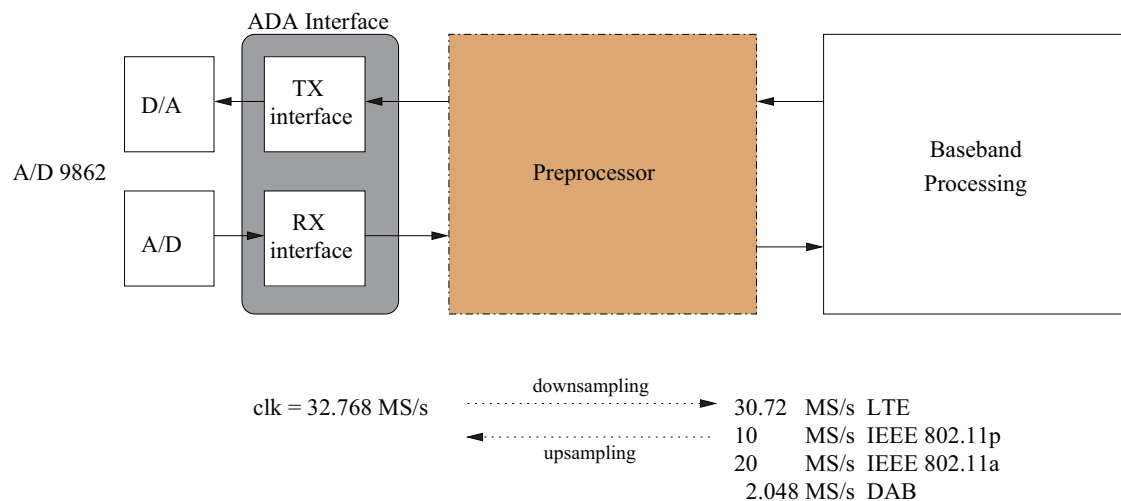 ADA Interface
D/A
TX
interface
A/D 9862
Preprocessor
Baseband
Processing
A/D
RX
interface
clk = 32.768 MS/s
downsampling
upsampling
30.72 MS/s LTE
10 MS/s IEEE 802.11p
20 MS/s IEEE 802.11a
2.048 MS/s DAB